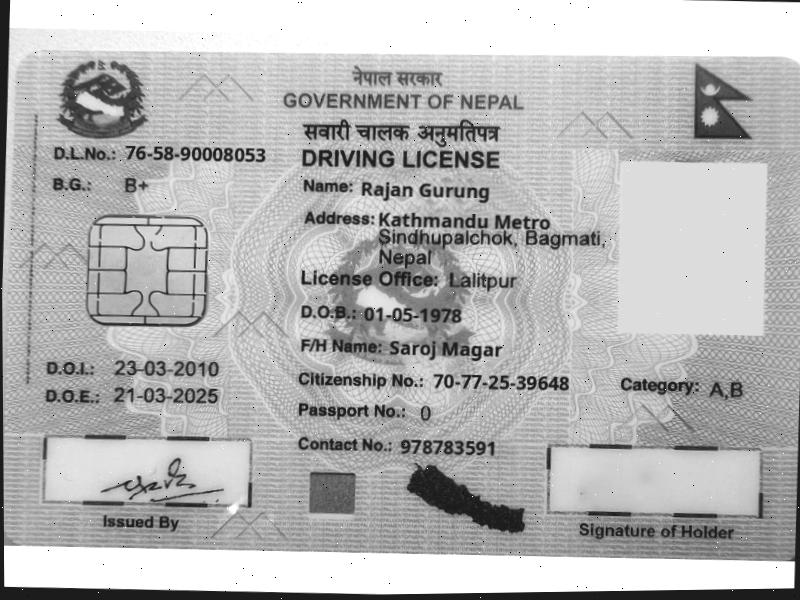 नेपाल सरकार
GOVERNMENT OF NEPAL
सवारी चालक अनुमतिपत्र
DRIVING LICENSE
D.L.No.: 76-58-90008053
B.G.: B+
Name: Rajan Gurung
Address: Kathmandu Metro
Sindhupalchok, Bagmati,
Nepal
License Office: Lalitpur
D.O.B.: 01-05-1978
F/H Name: Saroj Magar
D.O.I.: 23-03-2010
Citizenship No.: 70-77-25-39648
Category: A,B
D.O.E.: 21-03-2025
Passport No.: 0
Contact No.: 978783591
Issued By
Signature of Holder